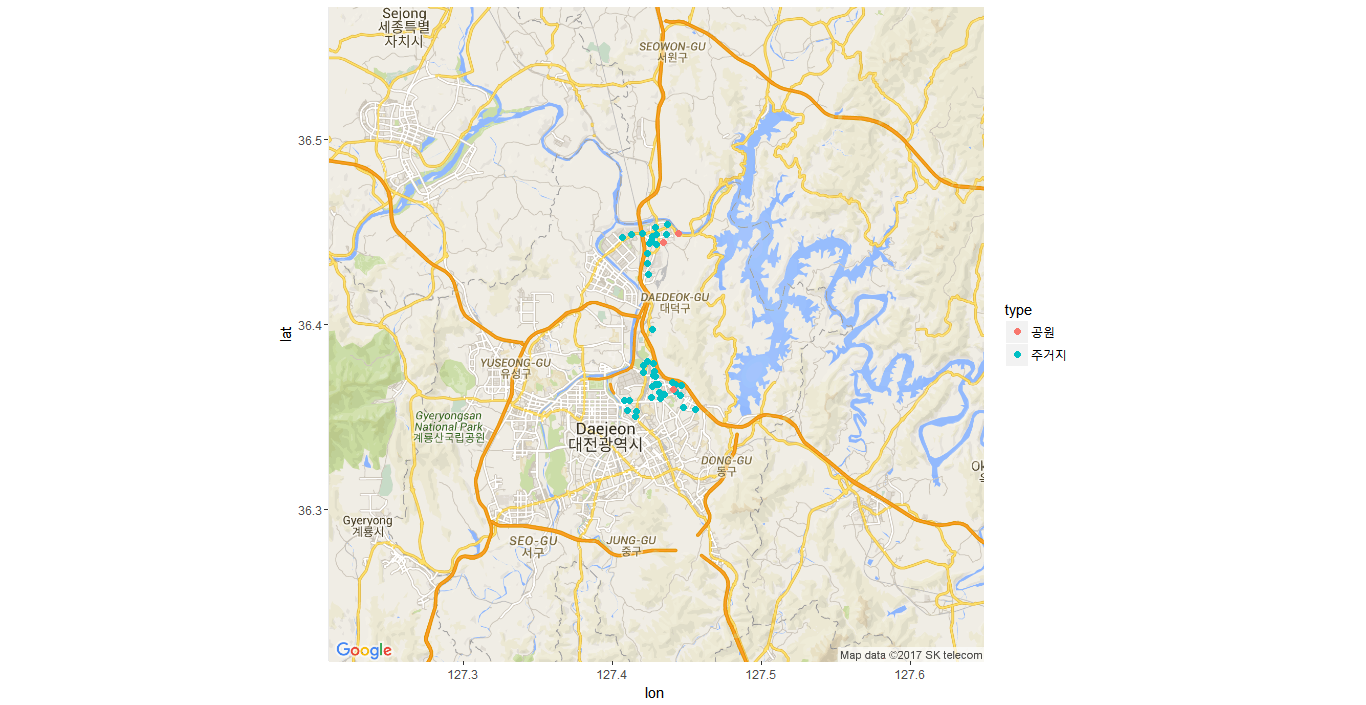 Sejong
세종특별
자치시
SEOWON-GU
서원구
36.5
DAEDEOK-GU
대덕구
type
공원
36.4
lat
주거지
YUSEONG-GU
유성구
Gyeryongsan
National Park
계룡산국립공원
Daejeon
대전광역시
DONG-GU
동구
Ok
36.3
Gyeryong
계룡시
SEO-GU
서구
JUNG-GU
중구
Google
Map data ©2017 SK telecom
127.3
127.4
127.5
127.6
lon